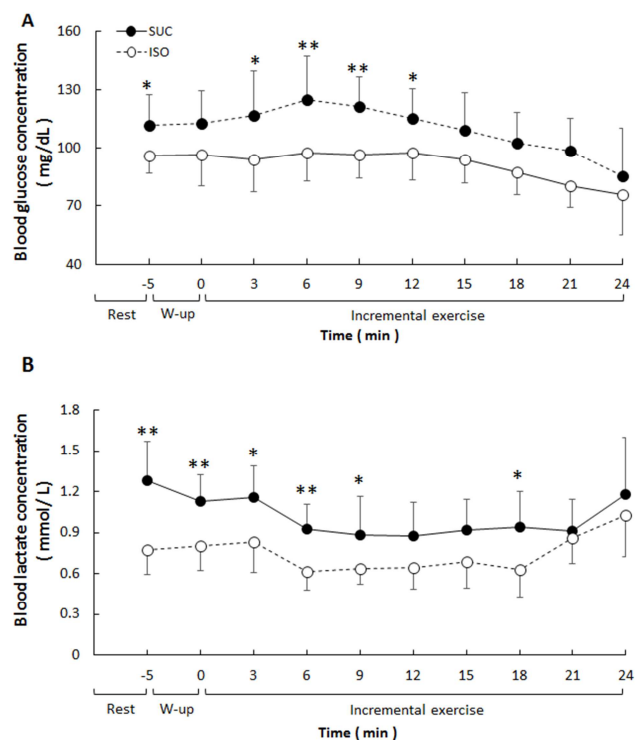 A
SUC
ISO
Blood glucose concentration
( mg/dL )
160
130
100
70
40
* * ** ** *
-5 0 3 6 9 12 15 18 21 24
Rest W-up Incremental exercise
Time ( min )
B
Blood lactate concentration
( mmol/ L )
1.8
1.5
1.2
0.9
0.6
0.3
0
** ** * ** * *
-5 0 3 6 9 12 15 18 21 24
Rest W-up Incremental exercise
Time ( min )